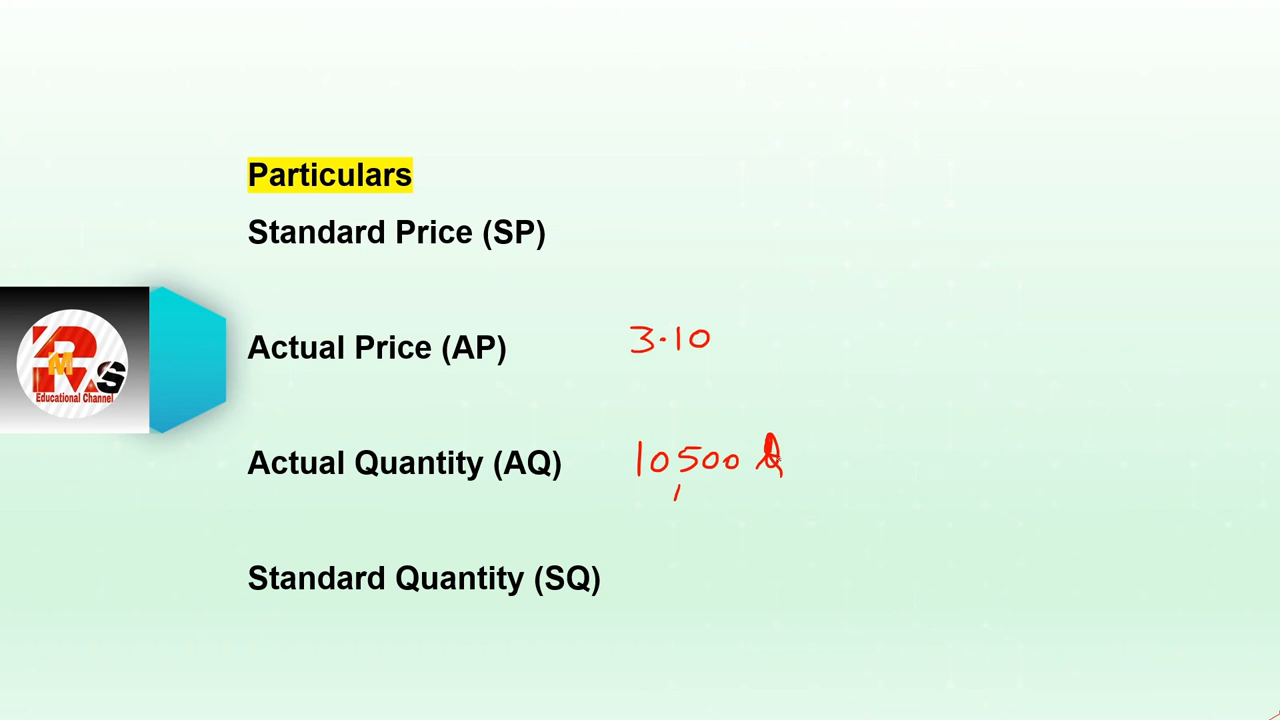 Particulars
Standard Price (SP)
Actual Price (AP) 3.10
Actual Quantity (AQ) 10500
Standard Quantity (SQ)
M
S
Educational Channel